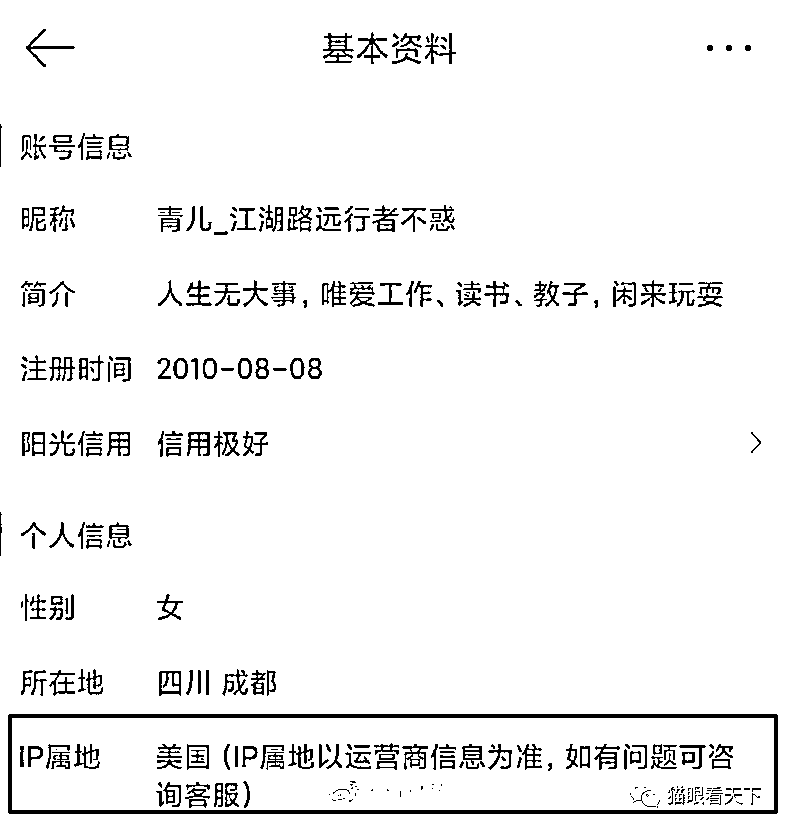 基本资料
账号信息
昵称 青儿_江湖路远行者不惑
简介 人生无大事，唯爱工作、读书、教子，闲来玩耍
注册时间 2010-08-08
阳光信用 信用极好
个人信息
性别 女
所在地 四川 成都
IP属地 美国（IP属地以运营商信息为准，如有问题可咨
询客服）
猫眼看天下